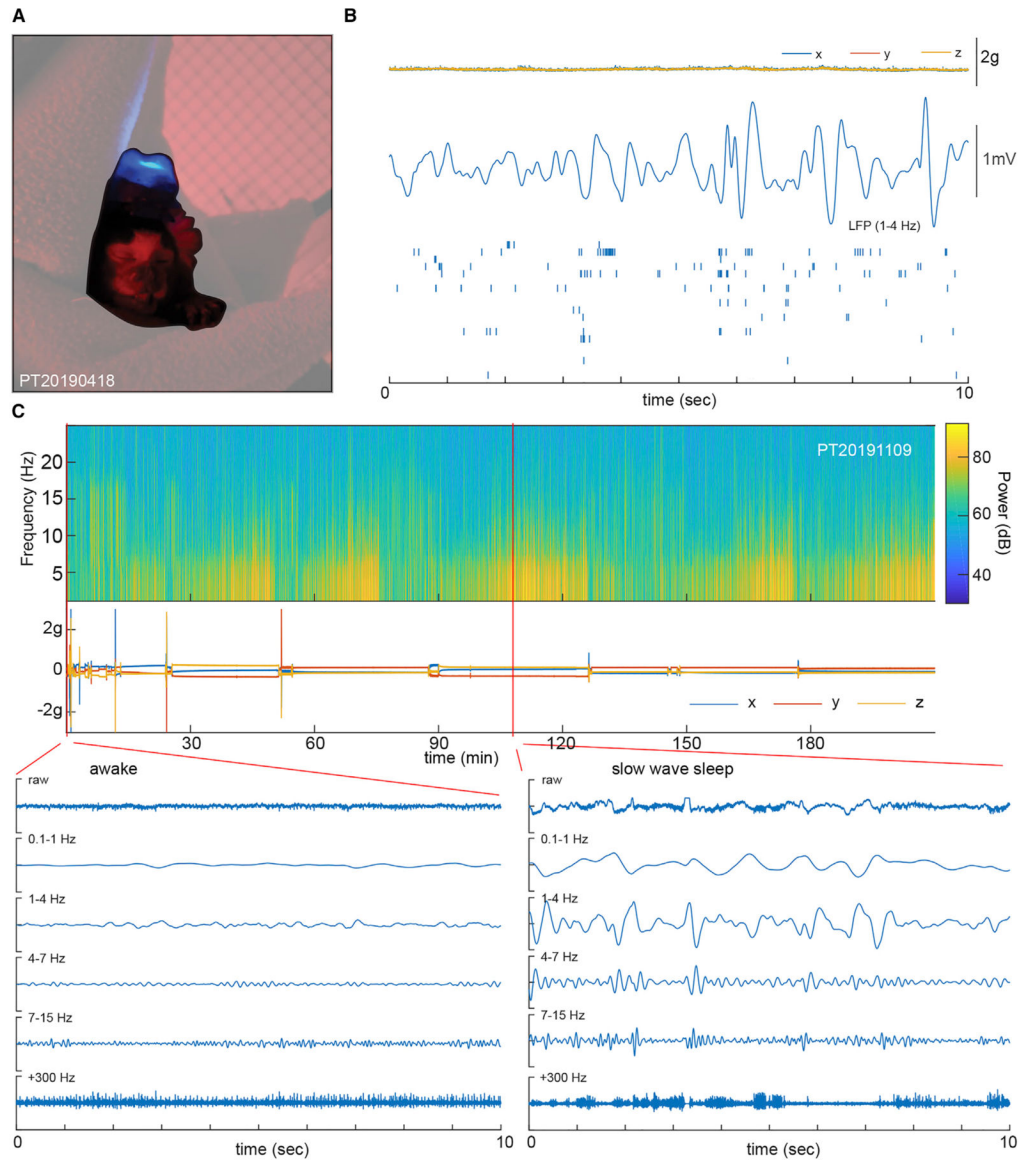 A
PT20190418
B
x y z
2g
1mV
LFP (1-4 Hz)
0 10
time (sec)
C
PT20191109
Frequency (Hz)
20
15
10
5
80
60
40
Power (dB)
2g
0
-2g
x y z
30 60 90 120 150 180
time (min)
awake
raw
0.1-1 Hz
1-4 Hz
4-7 Hz
7-15 Hz
+300 Hz
0 10
time (sec)
slow wave sleep
raw
0.1-1 Hz
1-4 Hz
4-7 Hz
7-15 Hz
+300 Hz
0 10
time (sec)